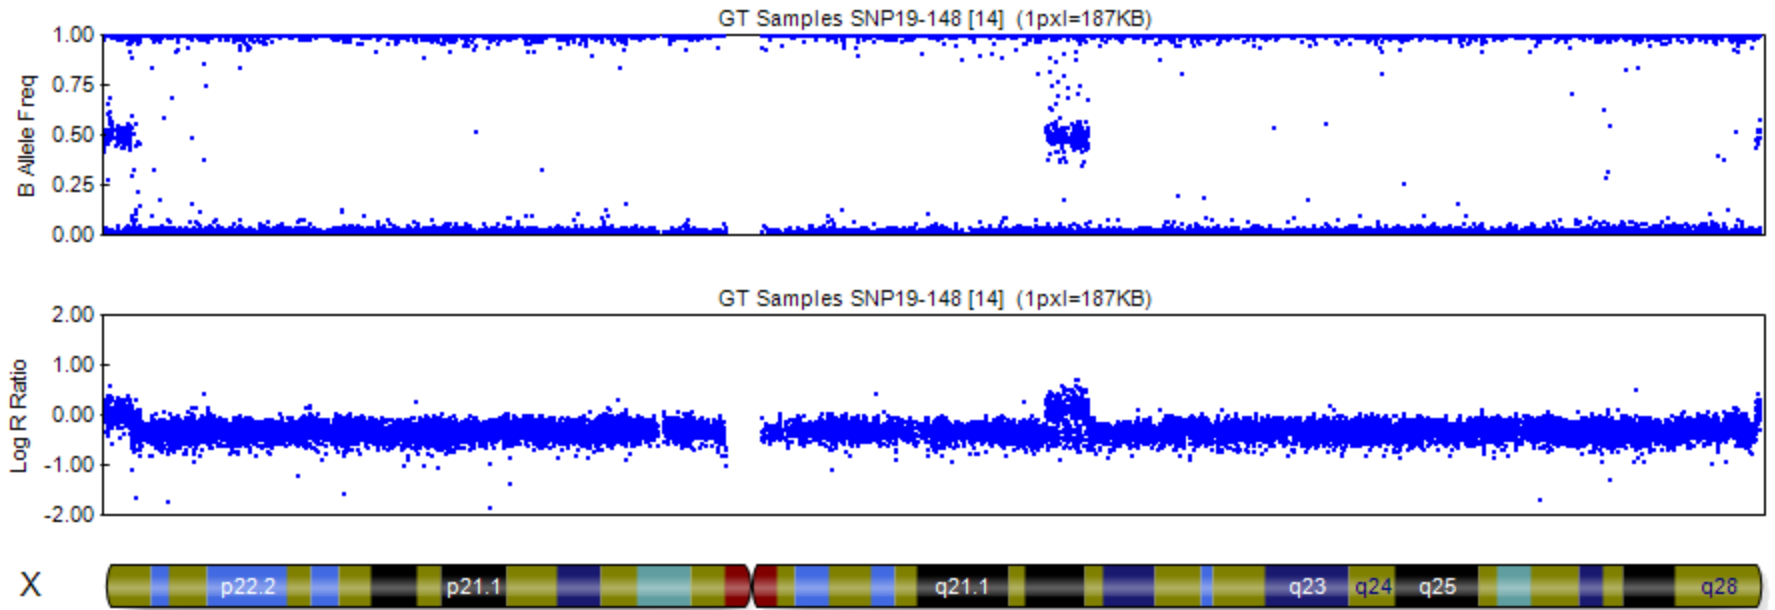 GT Samples SNP19-148 [14] (1pxl=187KB)
1.00
0.75
0.50
0.25
0.00
B Allele Freq
GT Samples SNP19-148 [14] (1pxl=187KB)
2.00
1.00
0.00
-1.00
-2.00
Log R Ratio
X p22.2 p21.1 q21.1 q23 q24 q25 q28